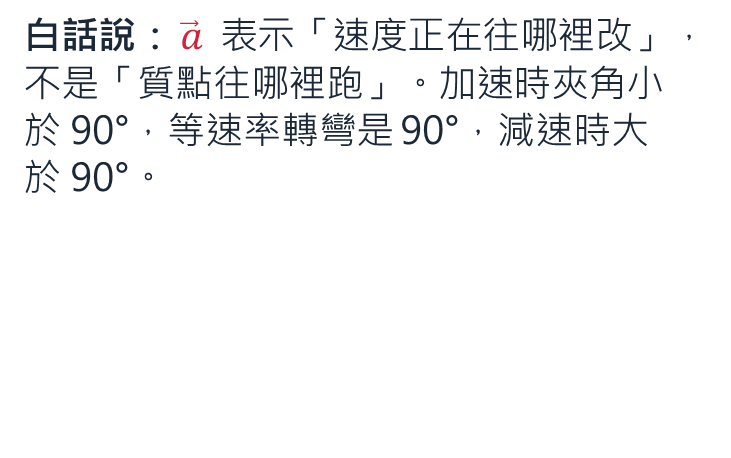 白話說：$\vec{a}$ 表示「速度正在往哪裡改」，
不是「質點往哪裡跑」。加速時夾角小
於 90°，等速率轉彎是 90°，減速時大
於 90°。